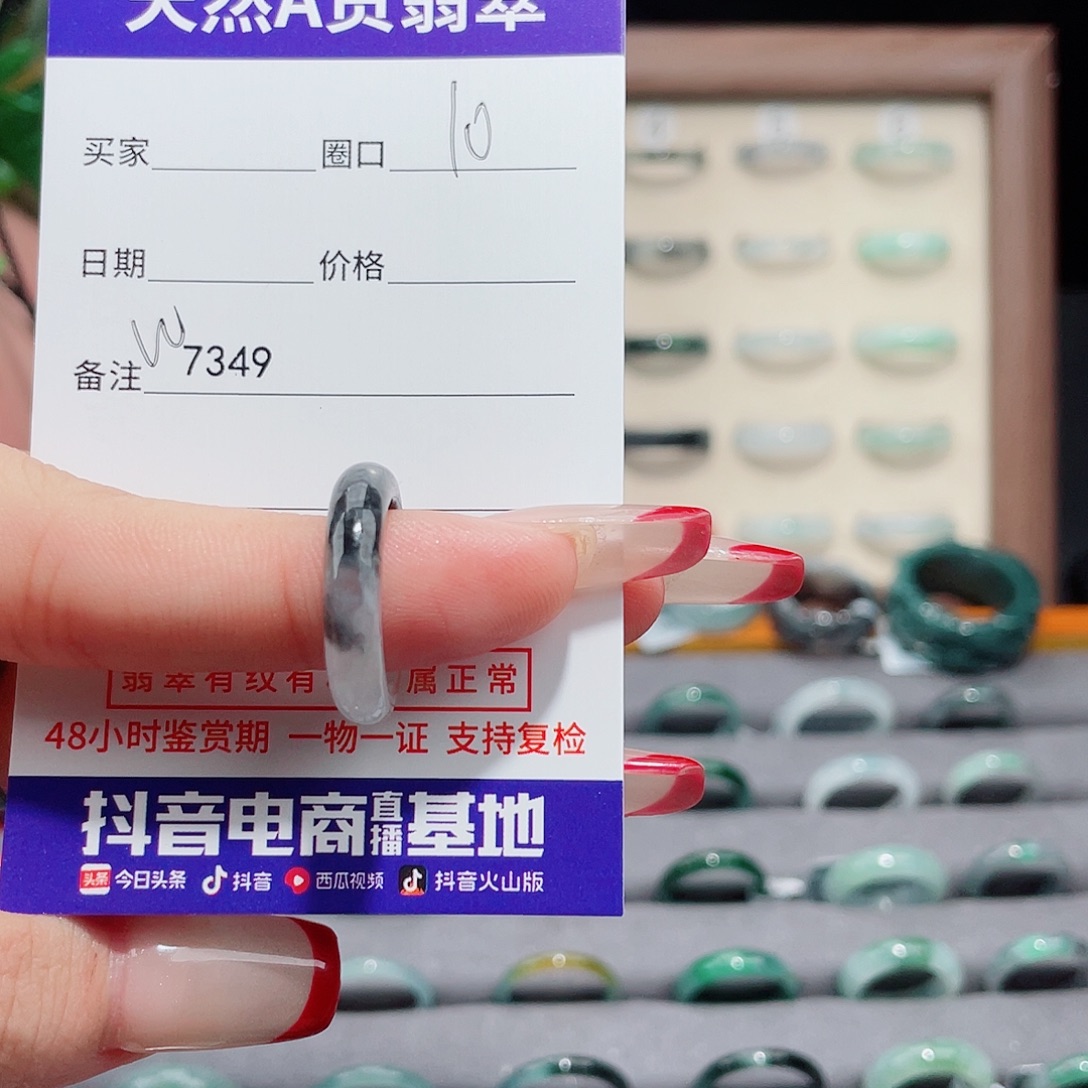 天然A货翡翠
买家 圈口 10
日期 价格
备注 W 7349
翡翠有纹有 属正常
48小时鉴赏期 一物一证 支持复检
抖音电商直播基地
头条 今日头条 抖音 西瓜视频 抖音火山版